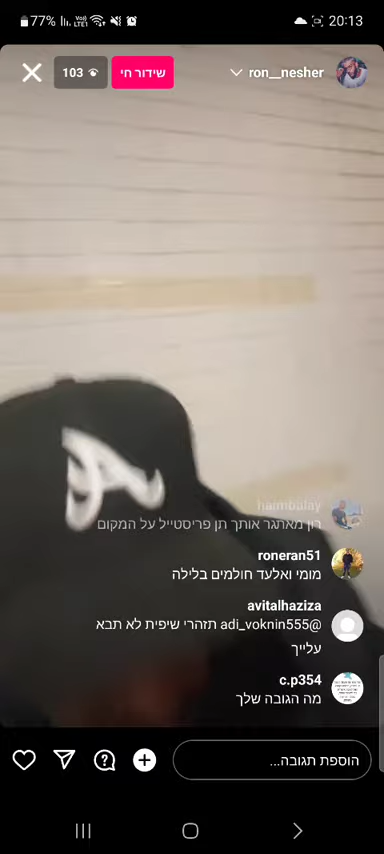 77%
20:13
103
שידור חי
ron__nesher
haimbalay
רון מאתגר אותך תן פריסטייל על המקום
roneran51
מומי ואלעד חולמים בלילה
avitalhaziza
@adi_voknin555 תזהרי שיפית לא תבא
עלייך
c.p354
מה הגובה שלך
הוספת תגובה...